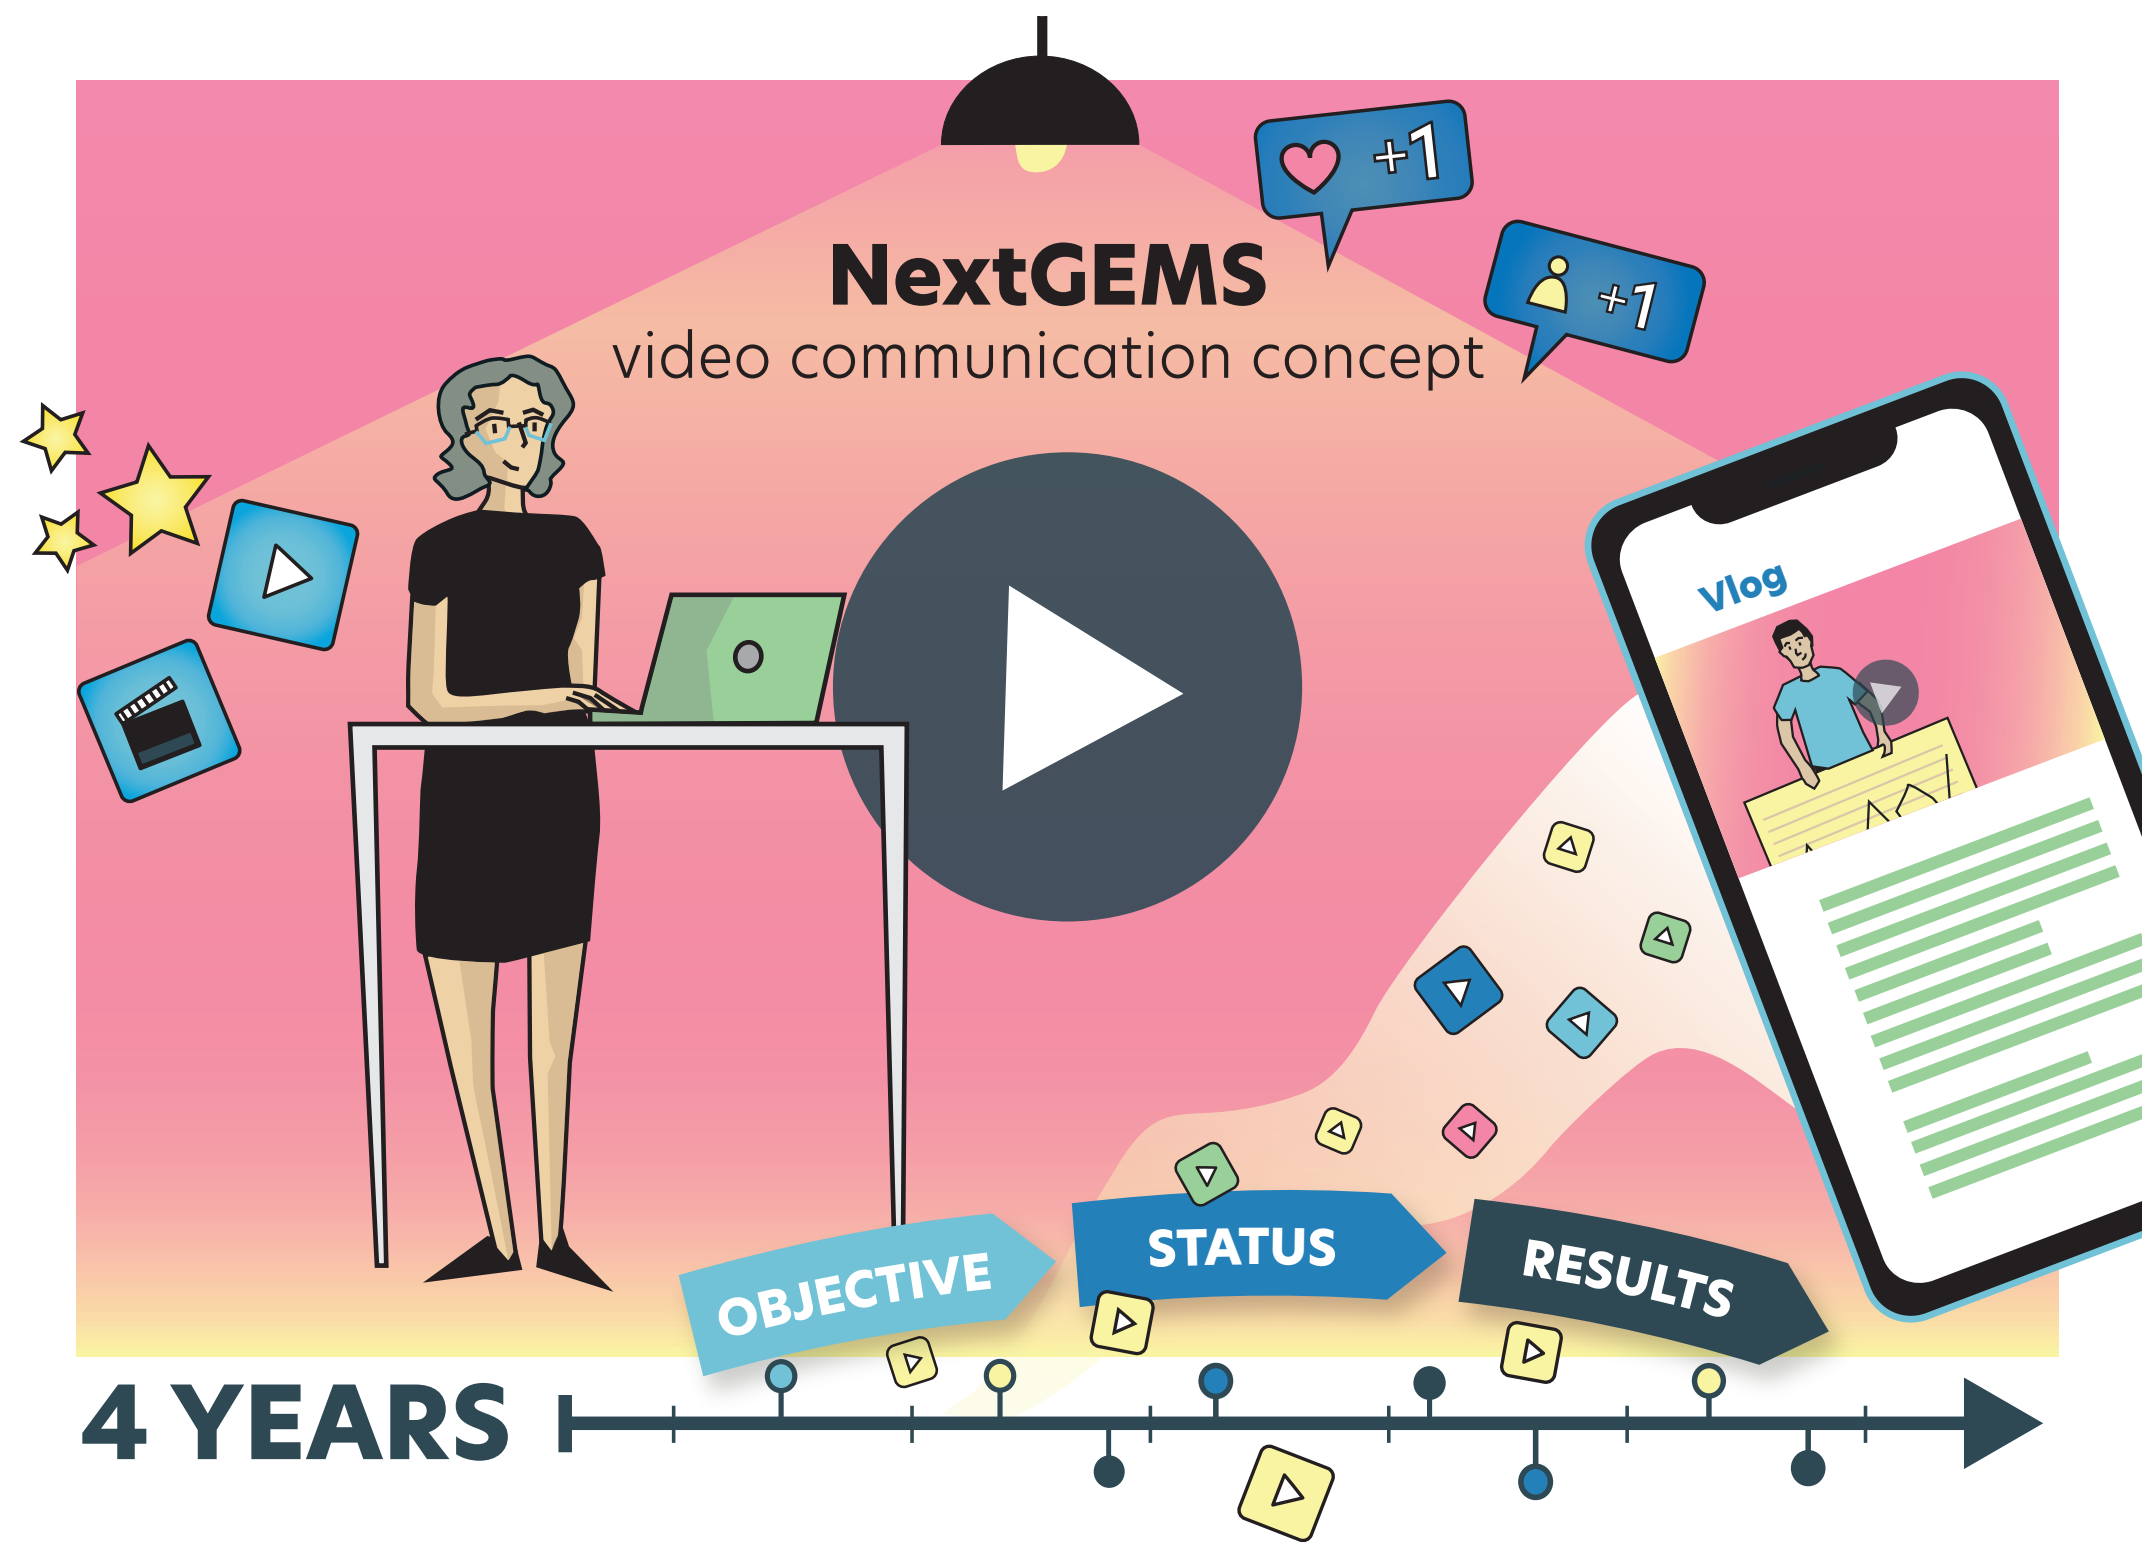 NextGEMS
video communication concept
+1
+1
Vlog
OBJECTIVE
STATUS
RESULTS
4 YEARS